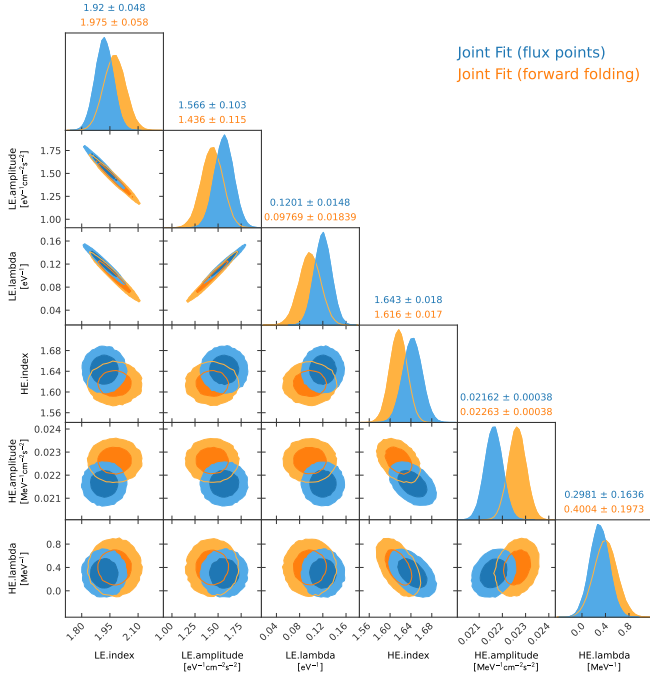 1.92 ± 0.048
1.975 ± 0.058
Joint Fit (flux points)
Joint Fit (forward folding)
1.566 ± 0.103
1.436 ± 0.115
LE.amplitude
[eV⁻¹cm⁻²s⁻²]
1.75
1.50
1.25
1.00
0.1201 ± 0.0148
0.09769 ± 0.01839
LE.lambda
[eV⁻¹]
0.16
0.12
0.08
0.04
1.643 ± 0.018
1.616 ± 0.017
HE.index
1.68
1.64
1.60
1.56
0.02162 ± 0.00038
0.02263 ± 0.00038
HE.amplitude
[MeV⁻¹cm⁻²s⁻²]
0.024
0.023
0.022
0.021
0.2981 ± 0.1636
0.4004 ± 0.1973
HE.lambda
[MeV⁻¹]
0.8
0.4
0.0
1.80 1.95 2.10
1.00 1.25 1.50 1.75
0.04 0.08 0.12 0.16
1.56 1.60 1.64 1.68
0.021 0.022 0.023 0.024
0.0 0.4 0.8
LE.index
LE.amplitude
[eV⁻¹cm⁻²s⁻²]
LE.lambda
[eV⁻¹]
HE.index
HE.amplitude
[MeV⁻¹cm⁻²s⁻²]
HE.lambda
[MeV⁻¹]